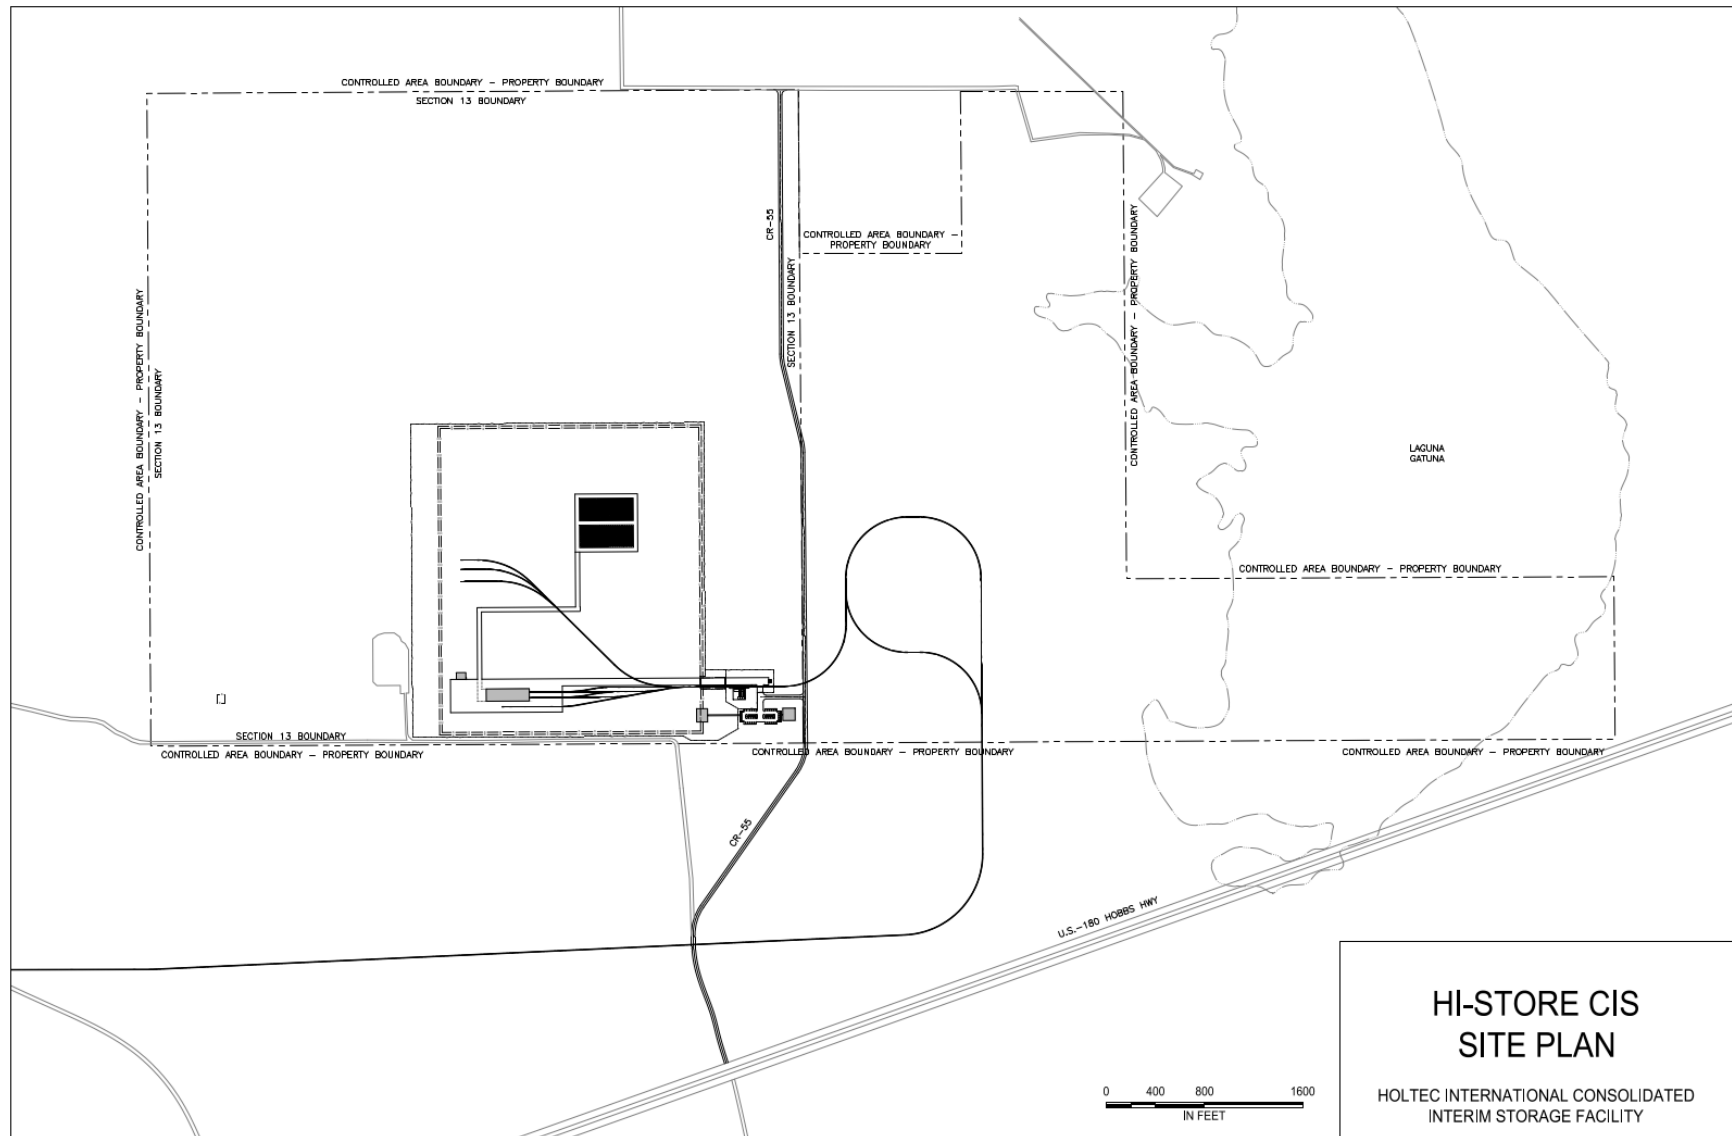 CONTROLLED AREA BOUNDARY - PROPERTY BOUNDARY
SECTION 13 BOUNDARY
CR-55
CONTROLLED AREA BOUNDARY -
PROPERTY BOUNDARY
SECTION 13 BOUNDARY
CONTROLLED AREA BOUNDARY - PROPERTY BOUNDARY
CONTROLLED AREA BOUNDARY - PROPERTY BOUNDARY
SECTION 13 BOUNDARY
LAGUNA
GATUNA
CONTROLLED AREA BOUNDARY - PROPERTY BOUNDARY
SECTION 13 BOUNDARY
CONTROLLED AREA BOUNDARY - PROPERTY BOUNDARY
CONTROLLED AREA BOUNDARY - PROPERTY BOUNDARY
CONTROLLED AREA BOUNDARY - PROPERTY BOUNDARY
CR-55
U.S.-180 HOBBS HWY
0 400 800 1600
IN FEET
HI-STORE CIS
SITE PLAN
HOLTEC INTERNATIONAL CONSOLIDATED
INTERIM STORAGE FACILITY